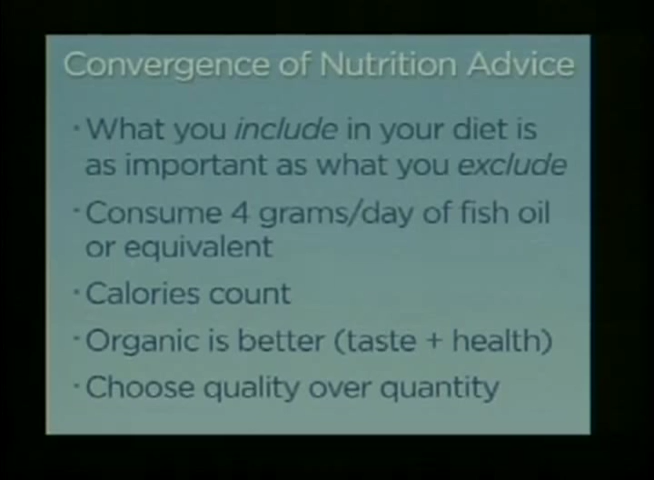 Convergence of Nutrition Advice
· What you include in your diet is
as important as what you exclude
· Consume 4 grams/day of fish oil
or equivalent
· Calories count
· Organic is better (taste + health)
· Choose quality over quantity